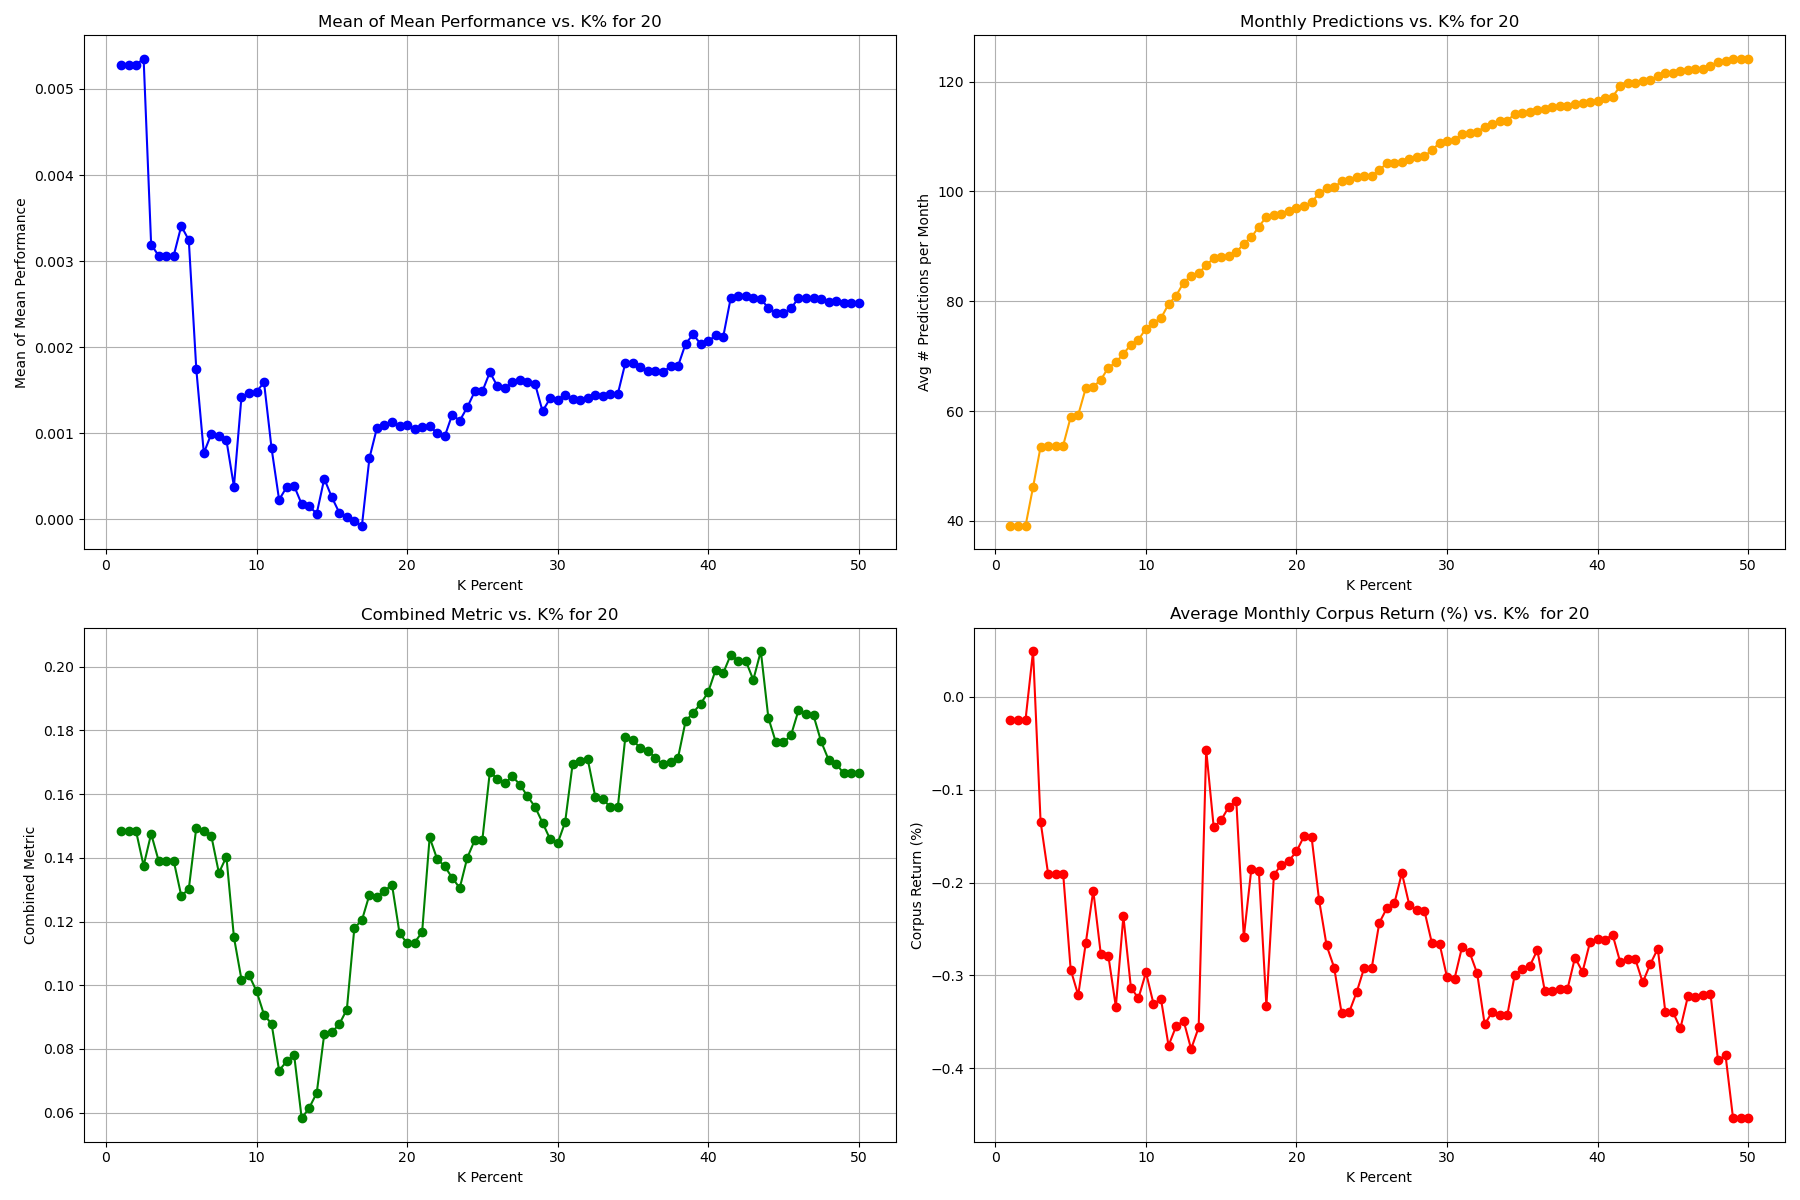 Mean of Mean Performance vs. K% for 20
Mean of Mean Performance
0.005
0.004
0.003
0.002
0.001
0.000
0 10 20 30 40 50
K Percent
Monthly Predictions vs. K% for 20
Avg # Predictions per Month
120
100
80
60
40
0 10 20 30 40 50
K Percent
Combined Metric vs. K% for 20
Combined Metric
0.20
0.18
0.16
0.14
0.12
0.10
0.08
0.06
0 10 20 30 40 50
K Percent
Average Monthly Corpus Return (%) vs. K%  for 20
Corpus Return (%)
0.0
−0.1
−0.2
−0.3
−0.4
0 10 20 30 40 50
K Percent